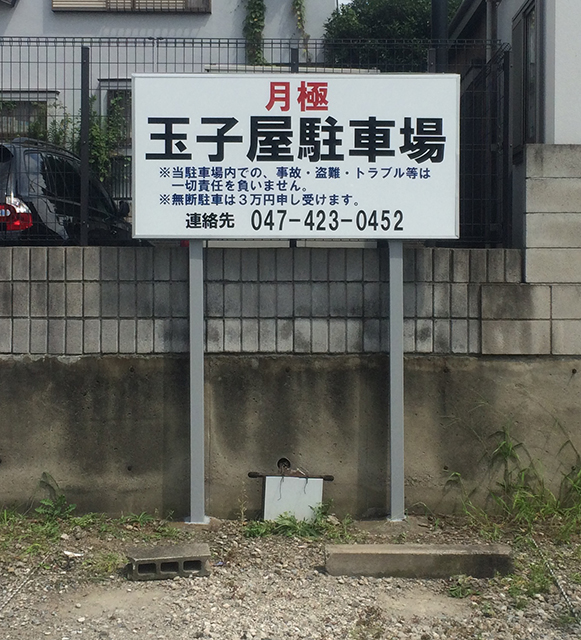 月極
玉子屋駐車場
※当駐車場内での、事故・盗難・トラブル等は
一切責任を負いません。
※無断駐車は3万円申し受けます。
連絡先 047-423-0452